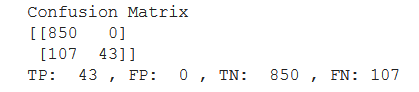 Confusion Matrix
[[850   0]
 [107  43]]
TP:  43 , FP:  0 , TN:  850 , FN: 107